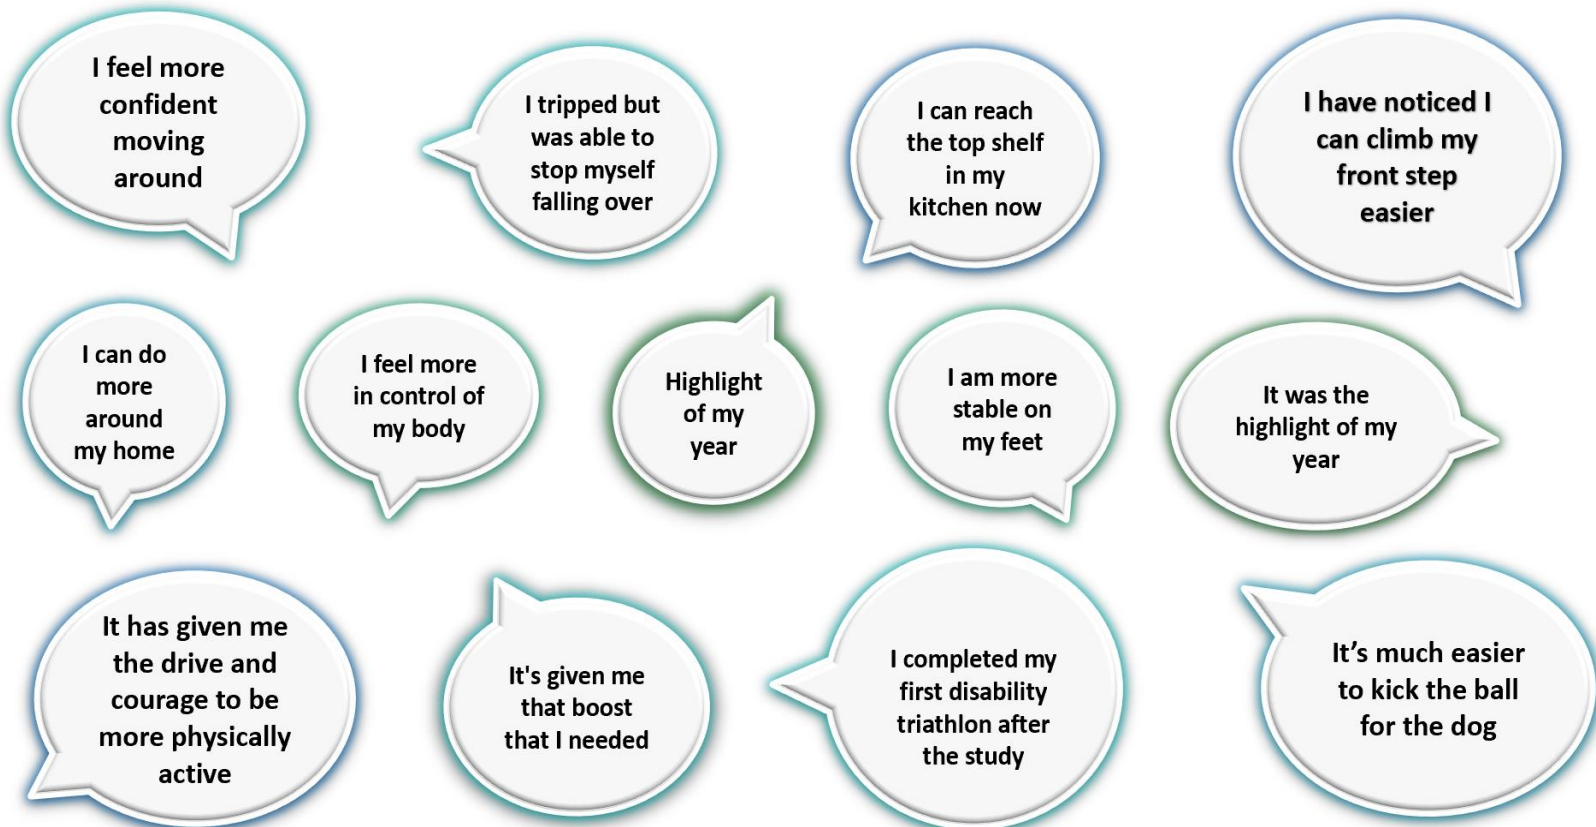 I feel more
confident
moving
around
I tripped but
was able to
stop myself
falling over
I can reach
the top shelf
in my
kitchen now
I have noticed I
can climb my
front step
easier
I can do
more
around
my home
I feel more
in control of
my body
Highlight
of my
year
I am more
stable on
my feet
It was the
highlight of my
year
It has given me
the drive and
courage to be
more physically
active
It's given me
that boost
that I needed
I completed my
first disability
triathlon after
the study
It’s much easier
to kick the ball
for the dog